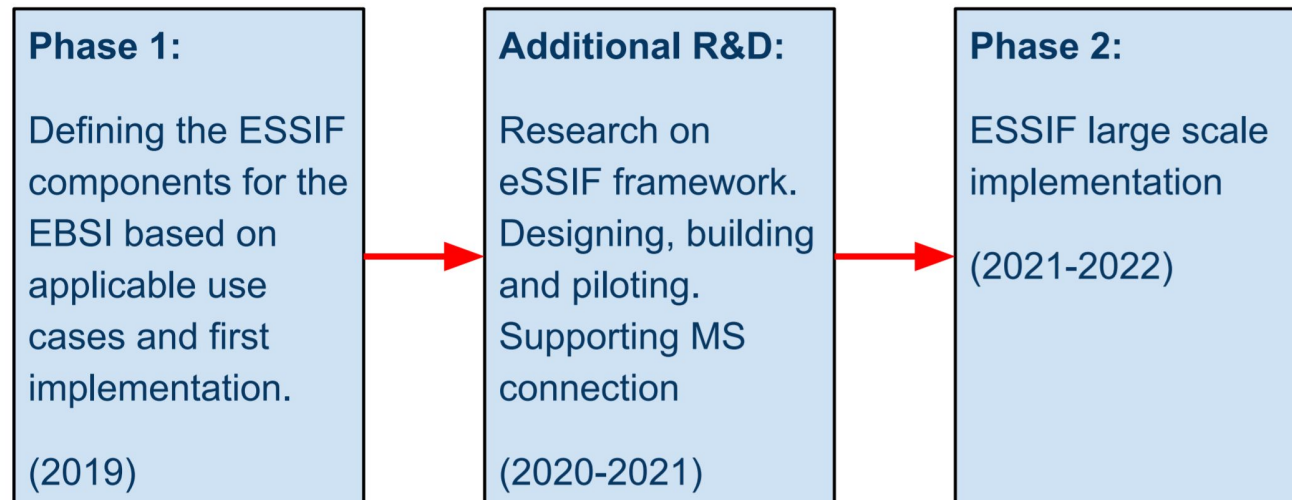 Phase 1:
Defining the ESSIF
components for the
EBSI based on
applicable use
cases and first
implementation.
(2019)
Additional R&D:
Research on
eSSIF framework.
Designing, building
and piloting.
Supporting MS
connection
(2020-2021)
Phase 2:
ESSIF large scale
implementation
(2021-2022)